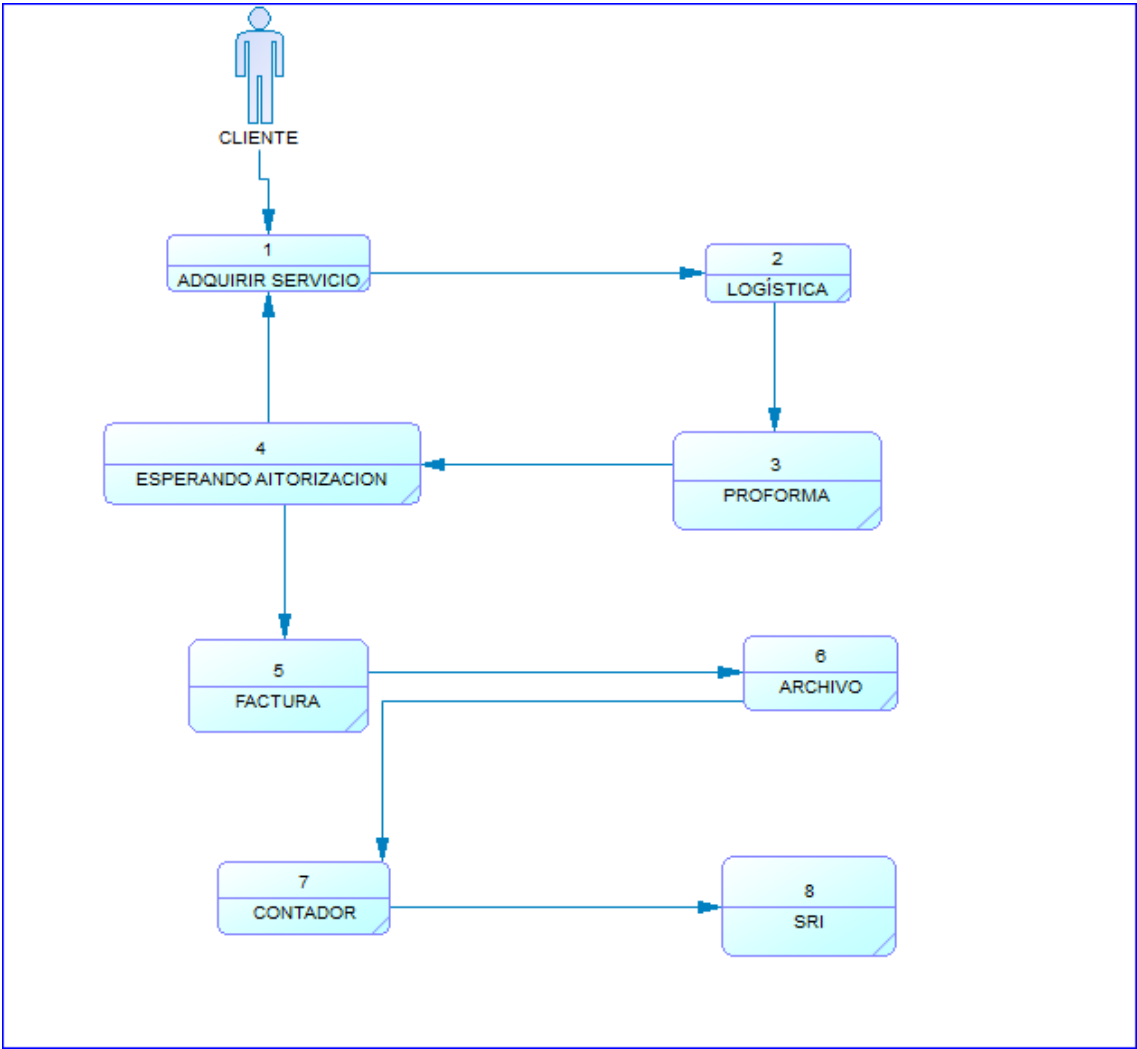 CLIENTE
1
ADQUIRIR SERVICIO
2
LOGÍSTICA
3
PROFORMA
4
ESPERANDO AITORIZACION
5
FACTURA
6
ARCHIVO
7
CONTADOR
8
SRI